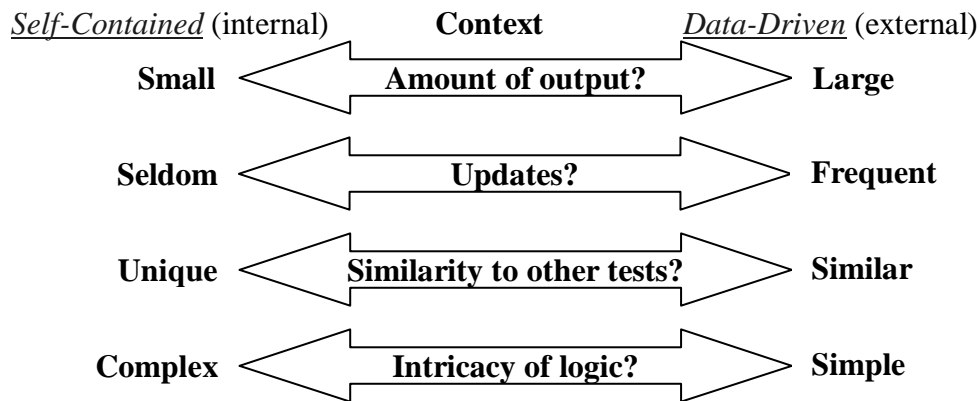 Self-Contained (internal) Context Data-Driven (external)
Small Amount of output? Large
Seldom Updates? Frequent
Unique Similarity to other tests? Similar
Complex Intricacy of logic? Simple